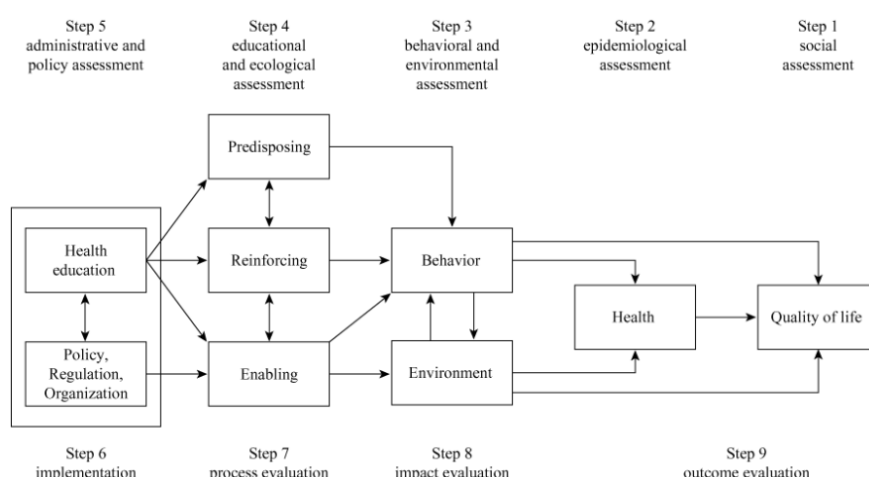 Step 5
administrative and
policy assessment
Step 4
educational
and ecological
assessment
Step 3
behavioral and
environmental
assessment
Step 2
epidemiological
assessment
Step 1
social
assessment
Predisposing
Health
education
Reinforcing
Behavior
Health
Quality of life
Policy,
Regulation,
Organization
Enabling
Environment
Step 6
implementation
Step 7
process evaluation
Step 8
impact evaluation
Step 9
outcome evaluation